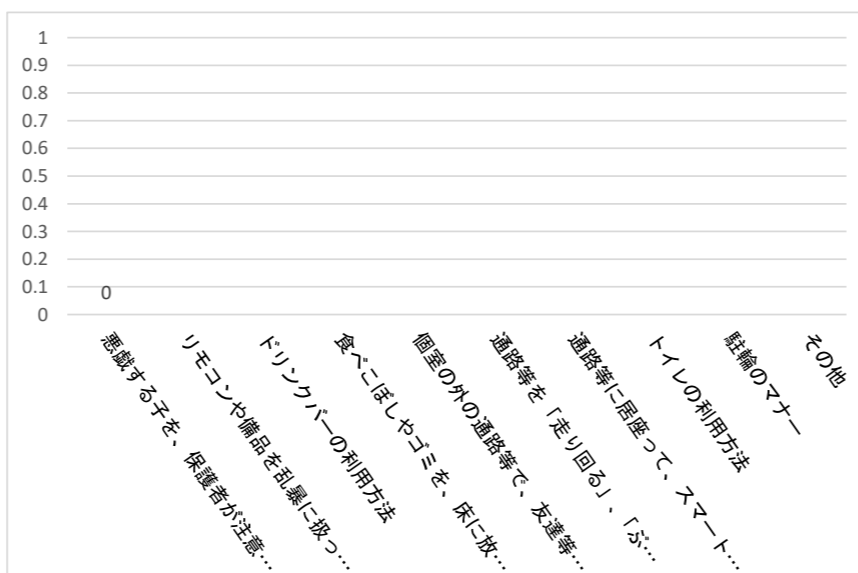 1
0.9
0.8
0.7
0.6
0.5
0.4
0.3
0.2
0.1
0
0
悪戯する子を、保護者が注意…
リモコンや備品を乱暴に扱っ…
ドリンクバーの利用方法
食べこぼしやゴミを、床に放…
個室の外の通路等で、友達等…
通路等を「走り回る」、「ぶ…
通路等に居座って、スマート…
トイレの利用方法
駐輪のマナー
その他